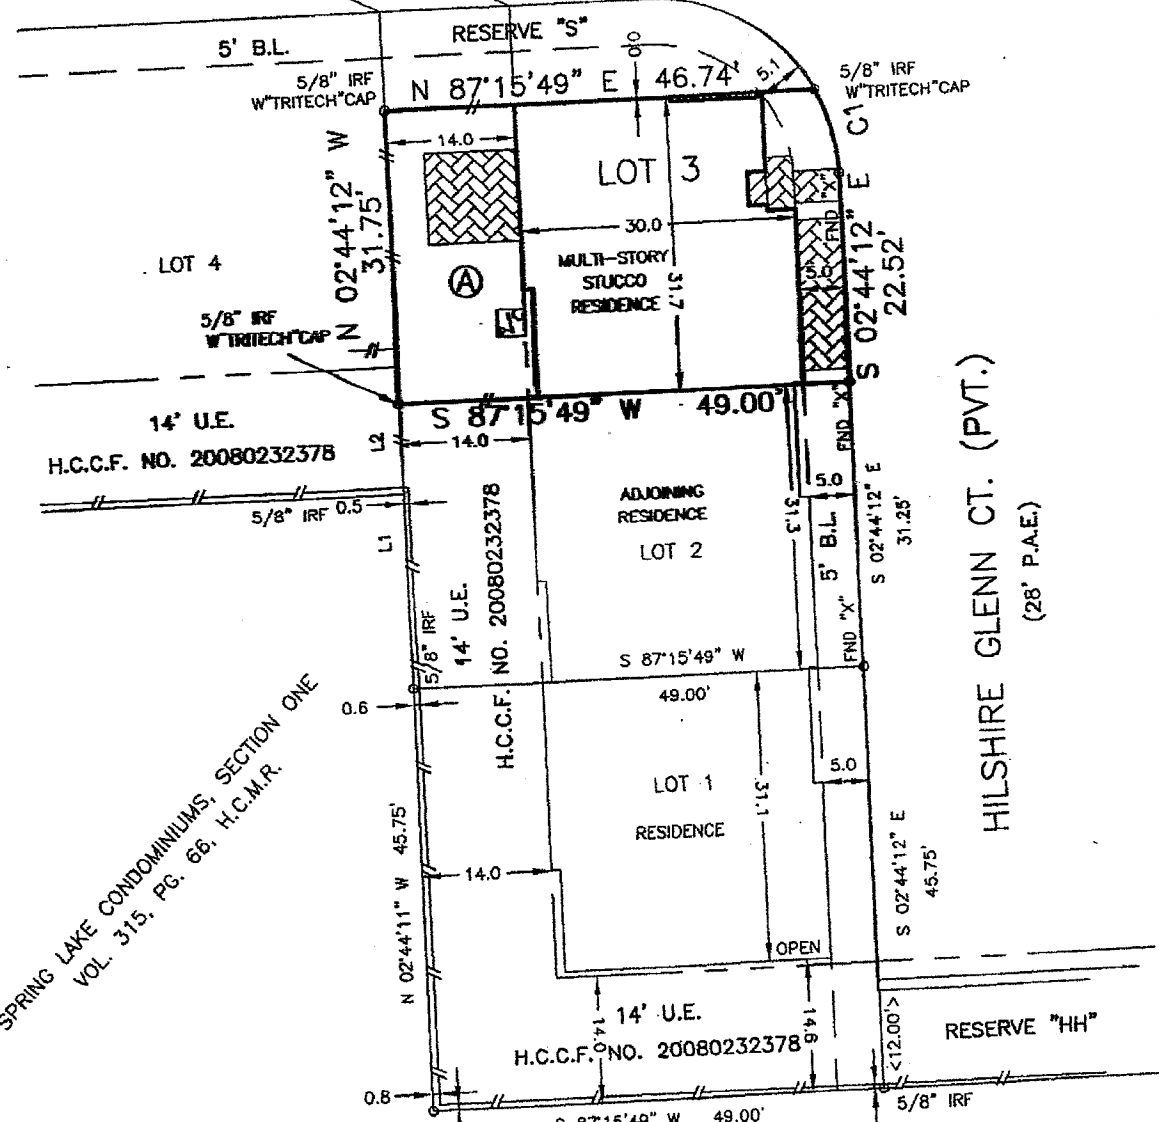 RESERVE "S"
5' B.L.
0.0
5/8" IRF
W"TRITECH"CAP
N 87°15'49" E 46.74'
5.1
5/8" IRF
W"TRITECH"CAP
C1
14.0
LOT 3
N 02°44'12" W
31.75'
FND "X"
30.0
LOT 4
MULTI-STORY
STUCCO
RESIDENCE
31.7
5.0
S 02°44'12" E
22.52'
A
5/8" IRF
W"TRITECH"CAP
S 87°15'49" W 49.00'
14' U.E.
H.C.C.F. NO. 20080232378
L2
14.0
FND "X"
5/8" IRF 0.5
L1
ADJOINING
RESIDENCE
LOT 2
31.3
5.0
5' B.L.
S 02°44'12" E
31.25'
HILSHIRE GLENN CT. (PVT.)
(28' P.A.E.)
5/8" IRF
14' U.E.
H.C.C.F. NO. 20080232378
S 87°15'49" W
49.00'
FND "X"
0.6
SPRING LAKE CONDOMINIUMS, SECTION ONE
VOL. 315, PG. 66, H.C.M.R.
LOT 1
RESIDENCE
31.1
5.0
N 02°44'11" W 45.75'
14.0
S 02°44'12" E
45.75'
OPEN
14.0
14' U.E.
H.C.C.F. NO. 20080232378
14.6
<12.00'>
RESERVE "HH"
0.8
5/8" IRF
S 87°15'49" W 49.00'